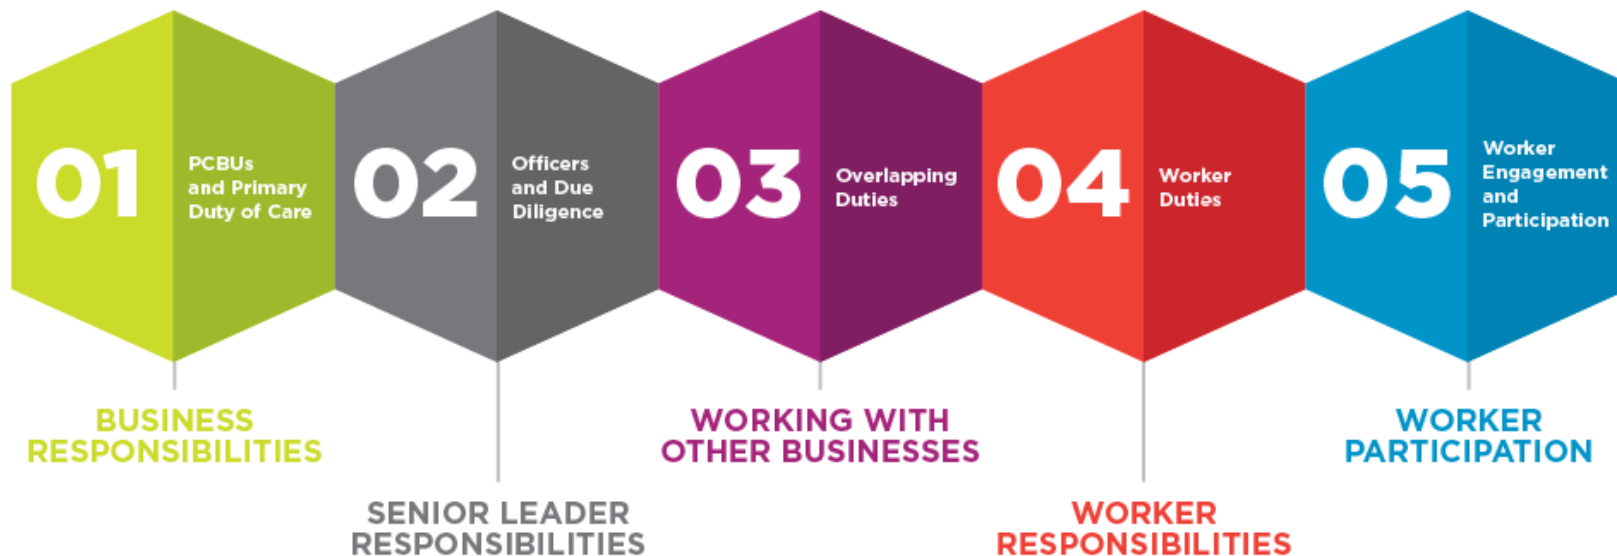 01
PCBUs
and Primary
Duty of Care
02
Officers
and Due
Diligence
03
Overlapping
Duties
04
Worker
Duties
05
Worker
Engagement
and
Participation
BUSINESS
RESPONSIBILITIES
SENIOR LEADER
RESPONSIBILITIES
WORKING WITH
OTHER BUSINESSES
WORKER
RESPONSIBILITIES
WORKER
PARTICIPATION